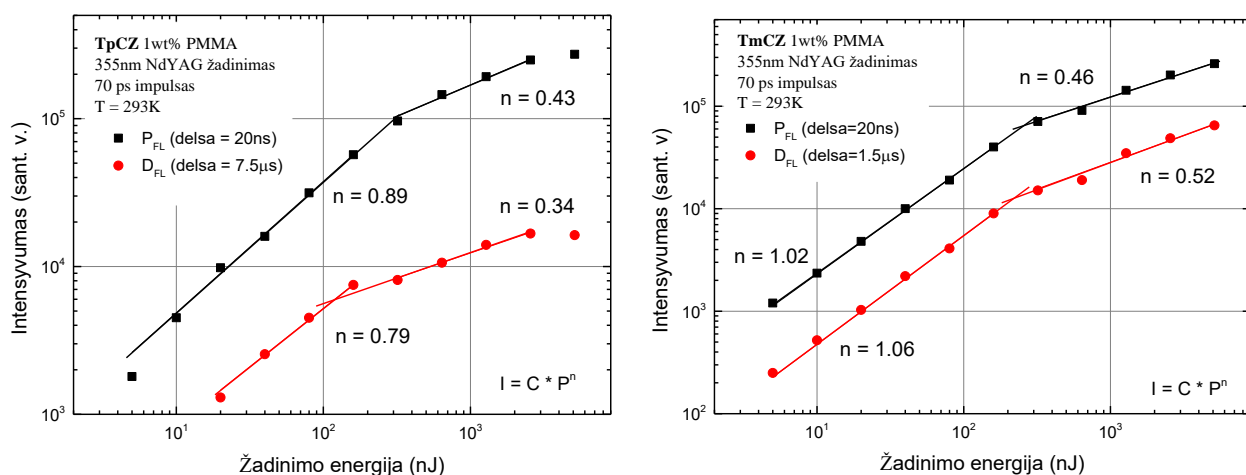 TpCZ 1wt% PMMA
355nm NdYAG žadinimas
70 ps impulsas
T = 293K
P_FL (delsa = 20ns)
D_FL (delsa = 7.5μs)
n = 0.43
n = 0.89
n = 0.34
n = 0.79
I = C * P^n
Intensyvumas (sant. v.)
10^5
10^4
10^3
10^1
10^2
10^3
Žadinimo energija (nJ)
TmCZ 1wt% PMMA
355nm NdYAG žadinimas
70 ps impulsas
T = 293K
P_FL (delsa=20ns)
D_FL (delsa=1.5μs)
n = 0.46
n = 0.52
n = 1.02
n = 1.06
I = C * P^n
Intensyvumas (sant. v)
10^6
10^5
10^4
10^3
10^2
10^1
10^2
10^3
Žadinimo energija (nJ)